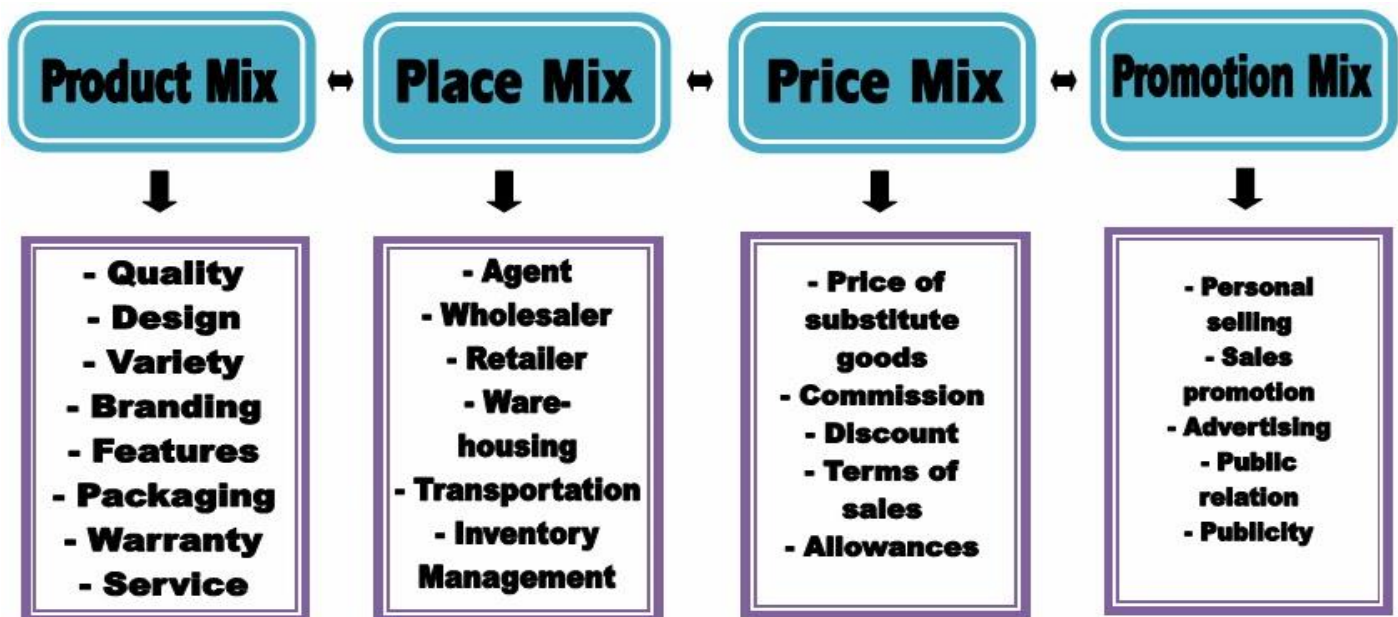 Product Mix
Place Mix
Price Mix
Promotion Mix
- Quality
- Design
- Variety
- Branding
- Features
- Packaging
- Warranty
- Service
- Agent
- Wholesaler
- Retailer
- Ware-
housing
- Transportation
- Inventory
Management
- Price of
substitute
goods
- Commission
- Discount
- Terms of
sales
- Allowances
- Personal
selling
- Sales
promotion
- Advertising
- Public
relation
- Publicity